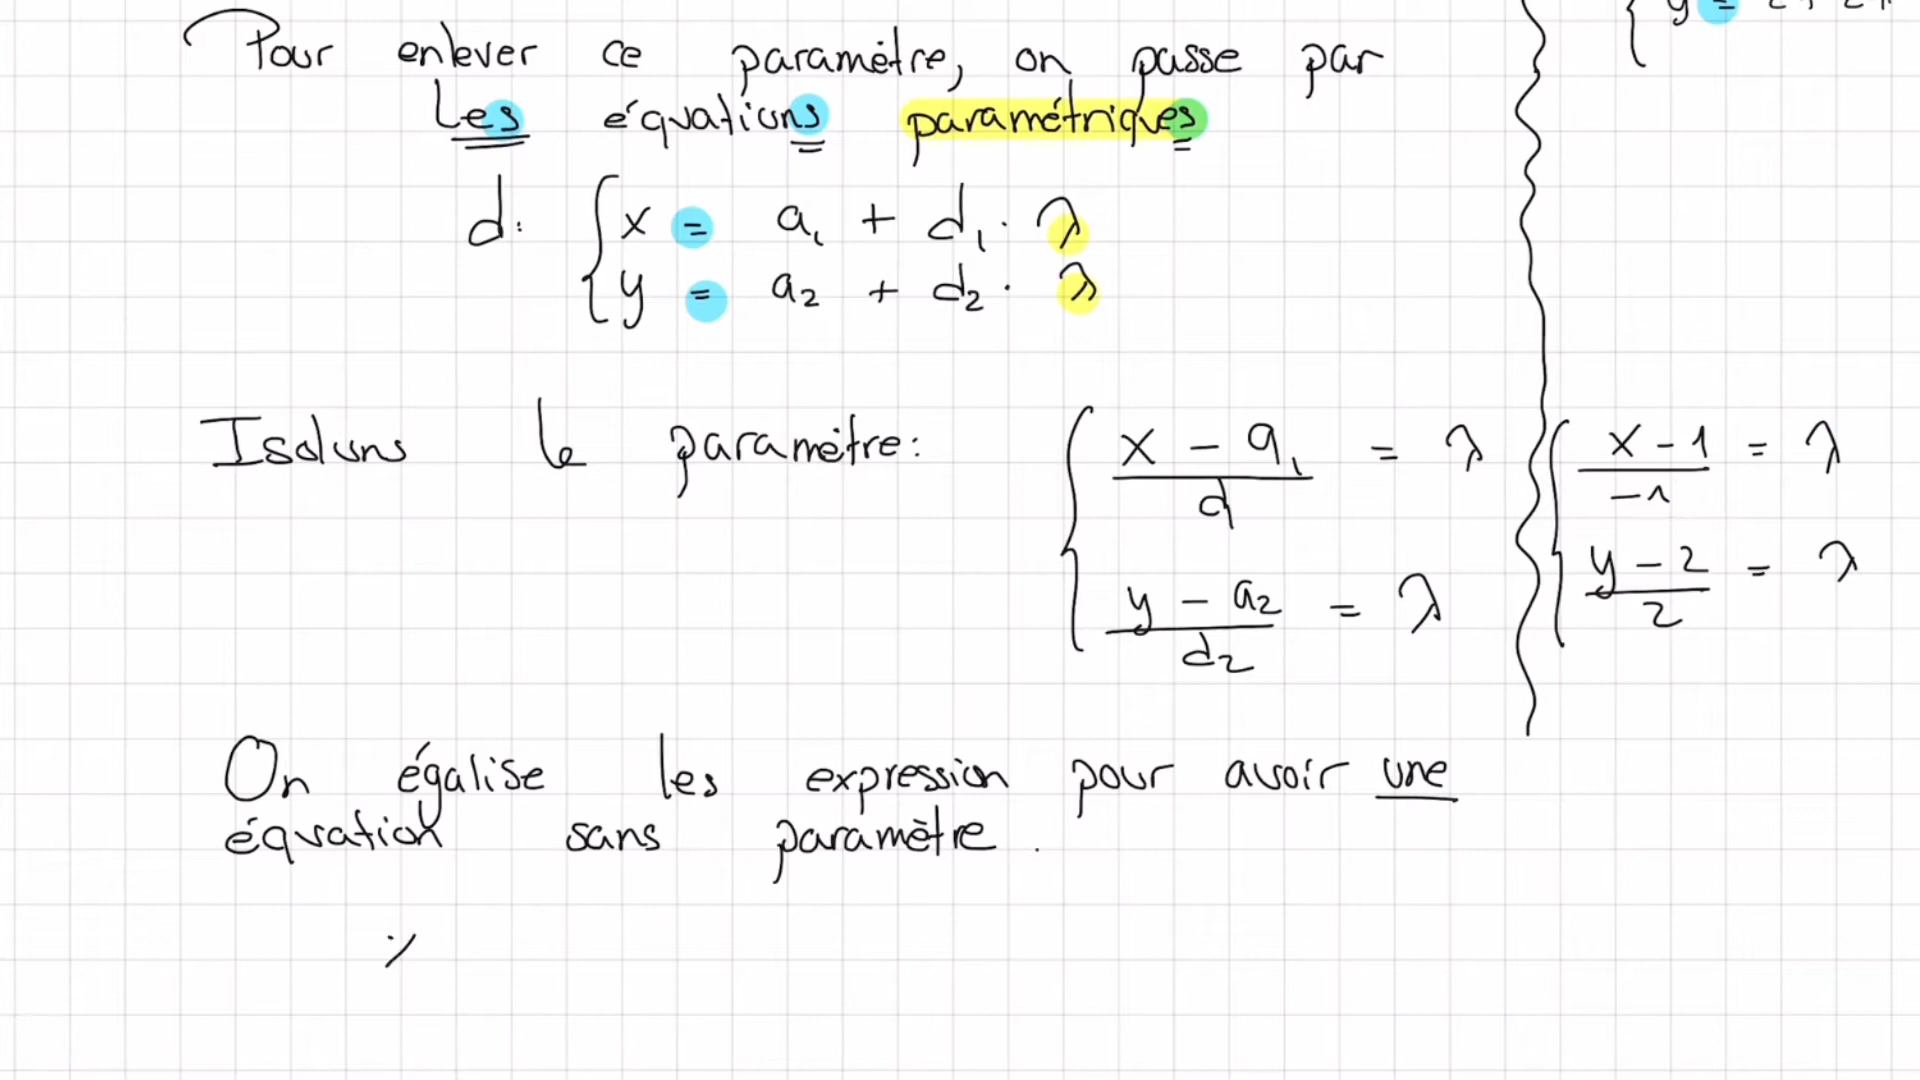 Pour enlever ce paramètre, on passe par
Les équations paramétriques
d: { x = a₁ + d₁ · λ
y = a₂ + d₂ · λ
Isolons le paramètre: { (x - a₁)/d = λ
(y - a₂)/d₂ = λ
{ (x - 1)/-1 = λ
(y - 2)/2 = λ
On égalise les expression pour avoir une
équation sans paramètre.